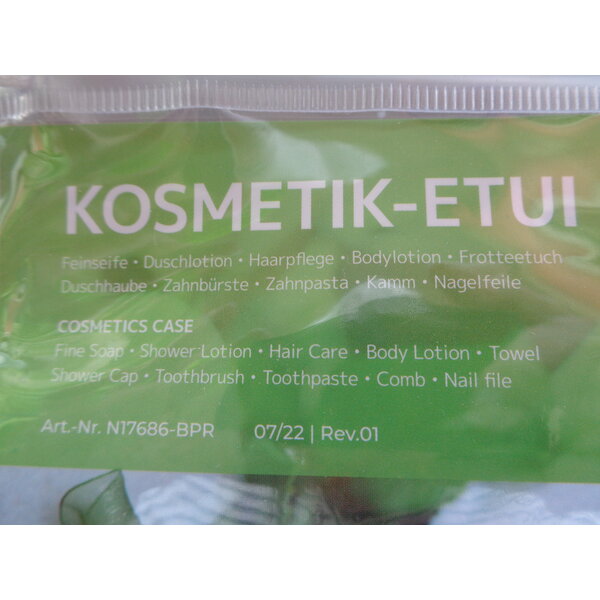 KOSMETIK-ETUI
Feinseife • Duschlotion • Haarpflege • Bodylotion • Frotteetuch
Duschhaube • Zahnbürste • Zahnpasta • Kamm • Nagelfeile
COSMETICS CASE
Fine Soap • Shower Lotion • Hair Care • Body Lotion • Towel
Shower Cap • Toothbrush • Toothpaste • Comb • Nail file
Art.-Nr. N17686-BPR 07/22 | Rev.01